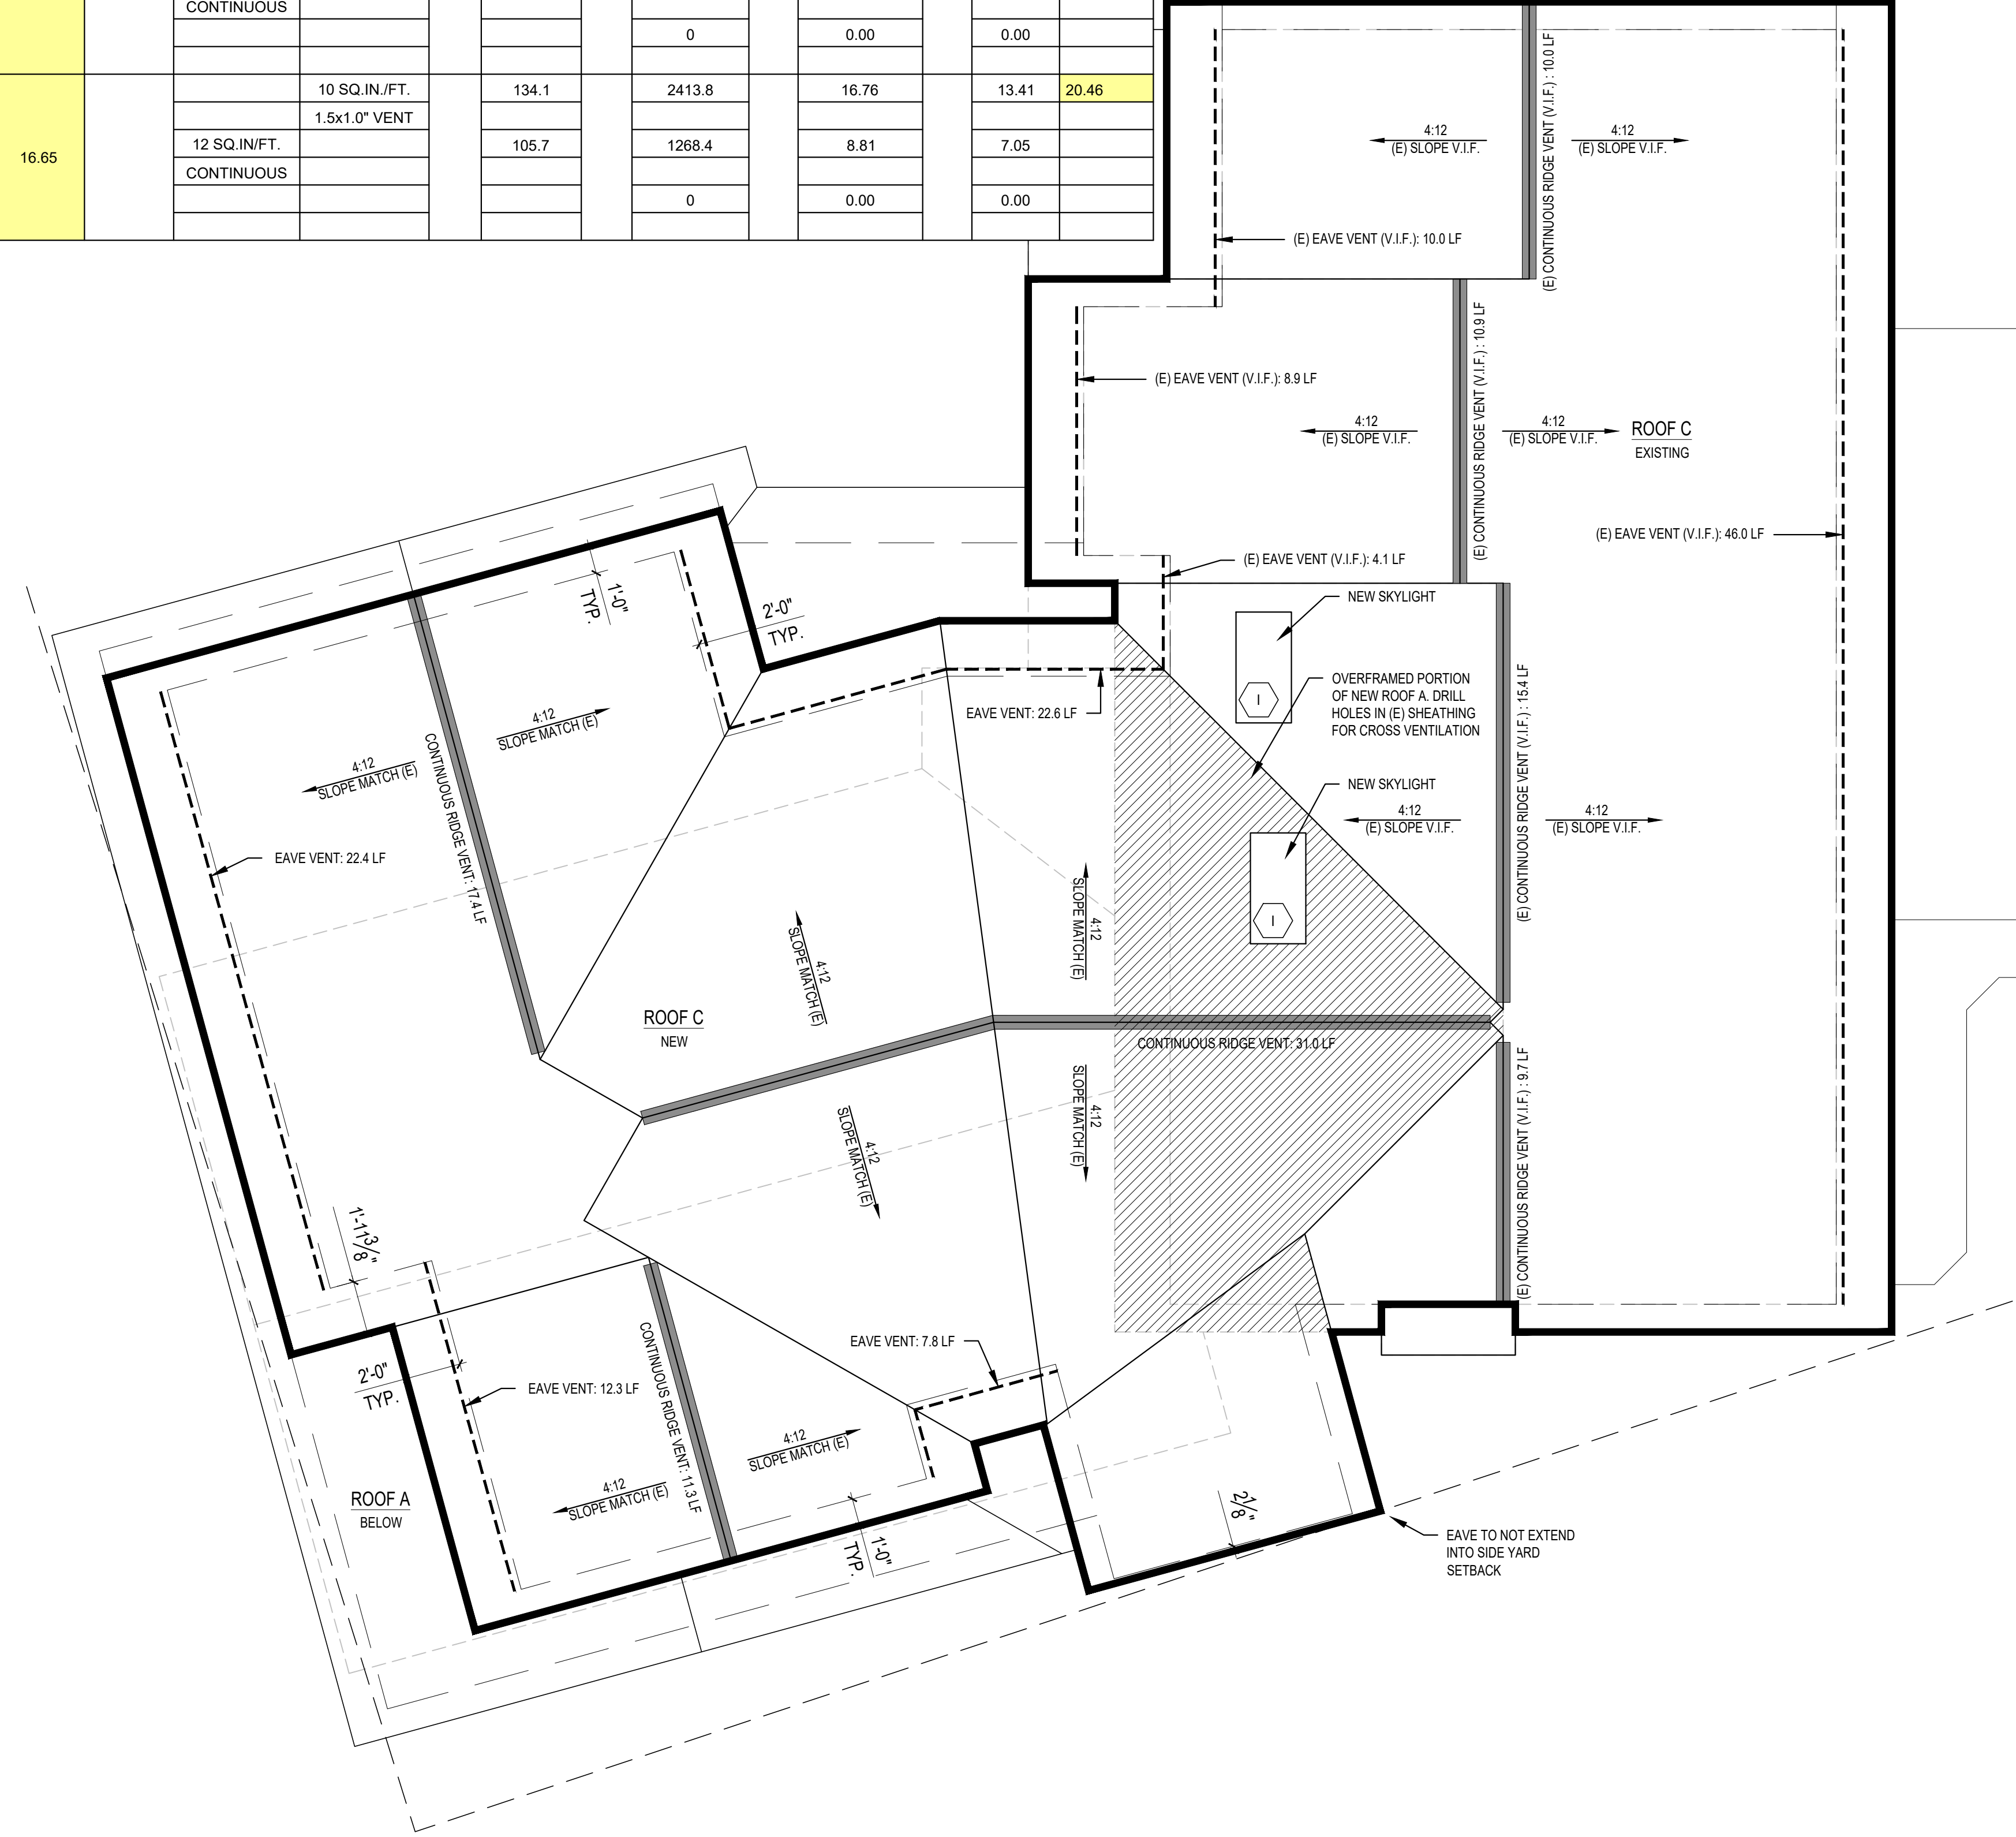 CONTINUOUS
0 0.00 0.00
10 SQ.IN./FT. 134.1 2413.8 16.76 13.41 20.46
1.5x1.0" VENT
16.65
12 SQ.IN/FT. 105.7 1268.4 8.81 7.05
CONTINUOUS
0 0.00 0.00
(E) CONTINUOUS RIDGE VENT (V.I.F.) : 10.0 LF
4:12
(E) SLOPE V.I.F.
4:12
(E) SLOPE V.I.F.
(E) EAVE VENT (V.I.F.): 10.0 LF
(E) CONTINUOUS RIDGE VENT (V.I.F.) : 10.9 LF
(E) EAVE VENT (V.I.F.): 8.9 LF
4:12
(E) SLOPE V.I.F.
4:12
(E) SLOPE V.I.F.
ROOF C
EXISTING
(E) EAVE VENT (V.I.F.): 46.0 LF
(E) EAVE VENT (V.I.F.): 4.1 LF
1'-0"
TYP.
2'-0"
TYP.
NEW SKYLIGHT
I
OVERFRAMED PORTION
OF NEW ROOF A. DRILL
HOLES IN (E) SHEATHING
FOR CROSS VENTILATION
(E) CONTINUOUS RIDGE VENT (V.I.F.) : 15.4 LF
EAVE VENT: 22.6 LF
4:12
SLOPE MATCH (E)
4:12
SLOPE MATCH (E)
CONTINUOUS RIDGE VENT: 17.4 LF
NEW SKYLIGHT
I
4:12
(E) SLOPE V.I.F.
4:12
(E) SLOPE V.I.F.
EAVE VENT: 22.4 LF
4:12
SLOPE MATCH (E)
4:12
SLOPE MATCH (E)
ROOF C
NEW
CONTINUOUS RIDGE VENT: 31.0 LF
4:12
SLOPE MATCH (E)
4:12
SLOPE MATCH (E)
(E) CONTINUOUS RIDGE VENT (V.I.F.) : 9.7 LF
1'-11 3/8"
2'-0"
TYP.
EAVE VENT: 12.3 LF
CONTINUOUS RIDGE VENT: 11.3 LF
EAVE VENT: 7.8 LF
4:12
SLOPE MATCH (E)
4:12
SLOPE MATCH (E)
ROOF A
BELOW
1'-0"
TYP.
2 1/8"
EAVE TO NOT EXTEND
INTO SIDE YARD
SETBACK